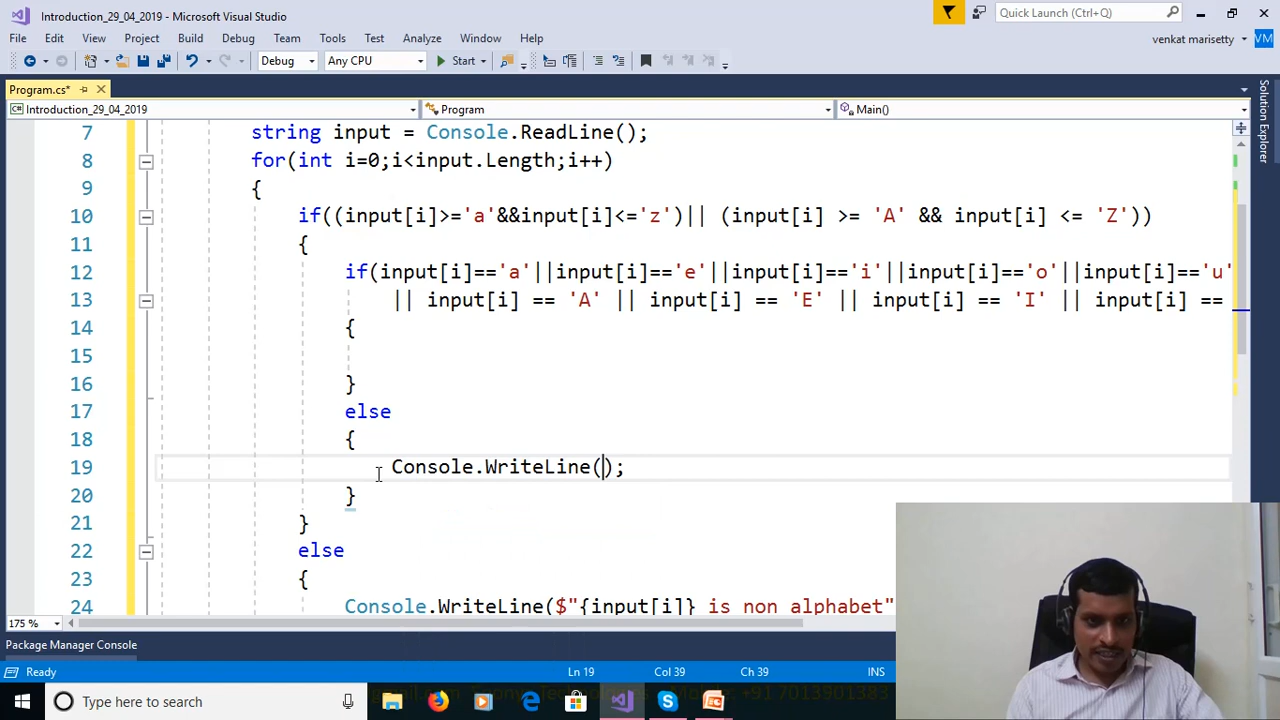 Introduction_29_04_2019 - Microsoft Visual Studio
Quick Launch (Ctrl+Q)
File Edit View Project Build Debug Team Tools Test Analyze Window Help
venkat marisetty VM
Debug Any CPU Start
Program.cs*
Introduction_29_04_2019 Program Main()
Solution Explorer
7 string input = Console.ReadLine();
8 for(int i=0;i<input.Length;i++)
9 {
10 if((input[i]>='a'&&input[i]<='z')|| (input[i] >= 'A' && input[i] <= 'Z'))
11 {
12 if(input[i]=='a'||input[i]=='e'||input[i]=='i'||input[i]=='o'||input[i]=='u'
13 || input[i] == 'A' || input[i] == 'E' || input[i] == 'I' || input[i] ==
14 {
15
16 }
17 else
18 {
19 Console.WriteLine();
20 }
21 }
22 else
23 {
24 Console.WriteLine($"{input[i]} is non alphabet"
175 %
Package Manager Console
Ready Ln 19 Col 39 Ch 39 INS
Type here to search
+91 7013901383